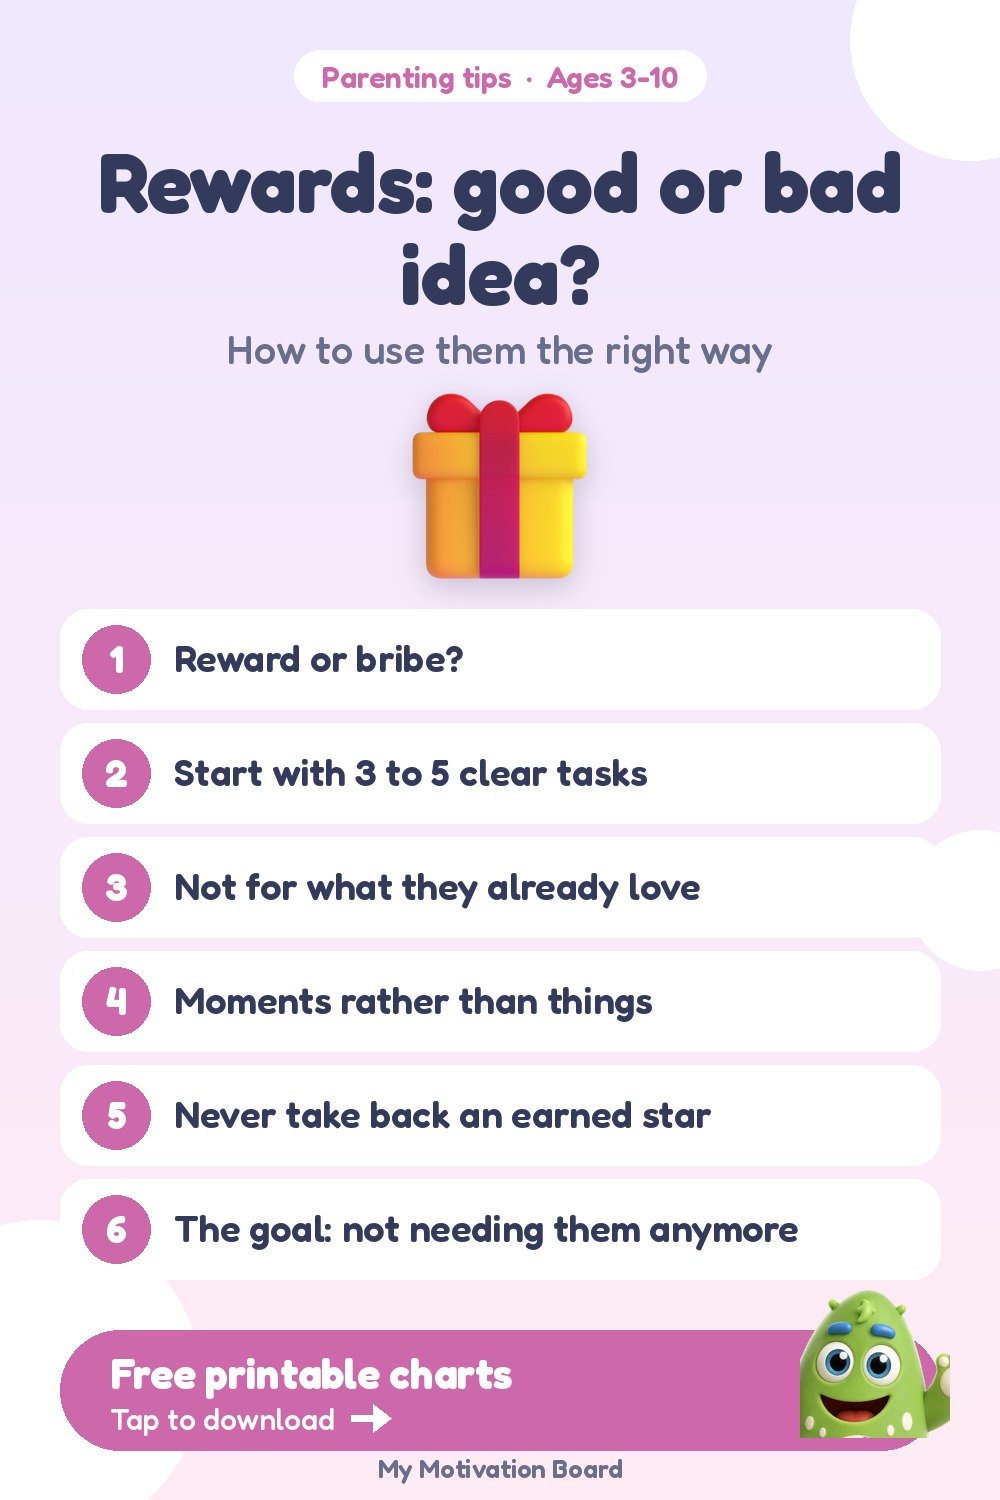 Parenting tips · Ages 3-10
Rewards: good or bad
idea?
How to use them the right way
1 Reward or bribe?
2 Start with 3 to 5 clear tasks
3 Not for what they already love
4 Moments rather than things
5 Never take back an earned star
6 The goal: not needing them anymore
Free printable charts
Tap to download →
My Motivation Board